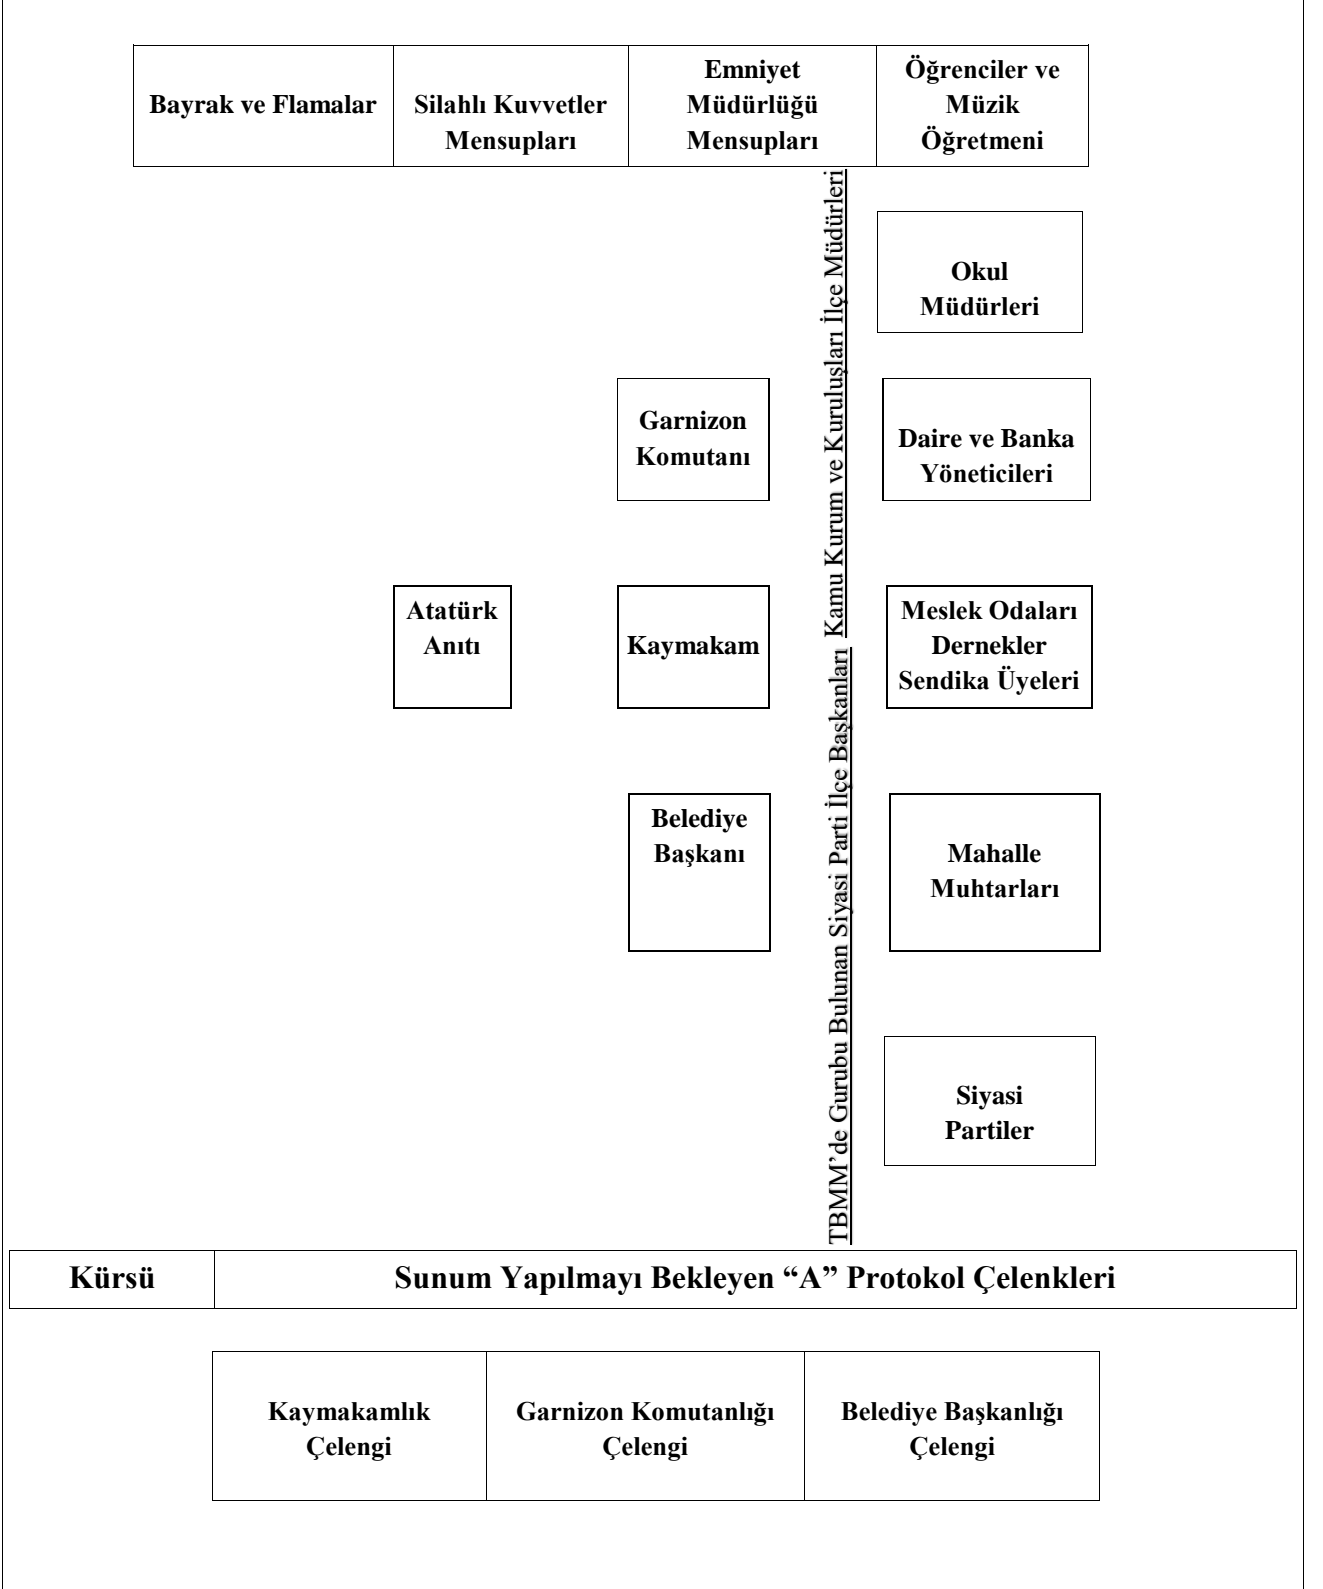 Bayrak ve Flamalar
Silahlı Kuvvetler
Mensupları
Emniyet
Müdürlüğü
Mensupları
Öğrenciler ve
Müzik
Öğretmeni
Kamu Kurum ve Kuruluşları İlçe Müdürleri
Okul
Müdürleri
Garnizon
Komutanı
Daire ve Banka
Yöneticileri
Atatürk
Anıtı
Kaymakam
Meslek Odaları
Dernekler
Sendika Üyeleri
TBMM’de Gurubu Bulunan Siyasi Parti İlçe Başkanları
Belediye
Başkanı
Mahalle
Muhtarları
Siyasi
Partiler
Kürsü
Sunum Yapılmayı Bekleyen “A” Protokol Çelenkleri
Kaymakamlık
Çelengi
Garnizon Komutanlığı
Çelengi
Belediye Başkanlığı
Çelengi